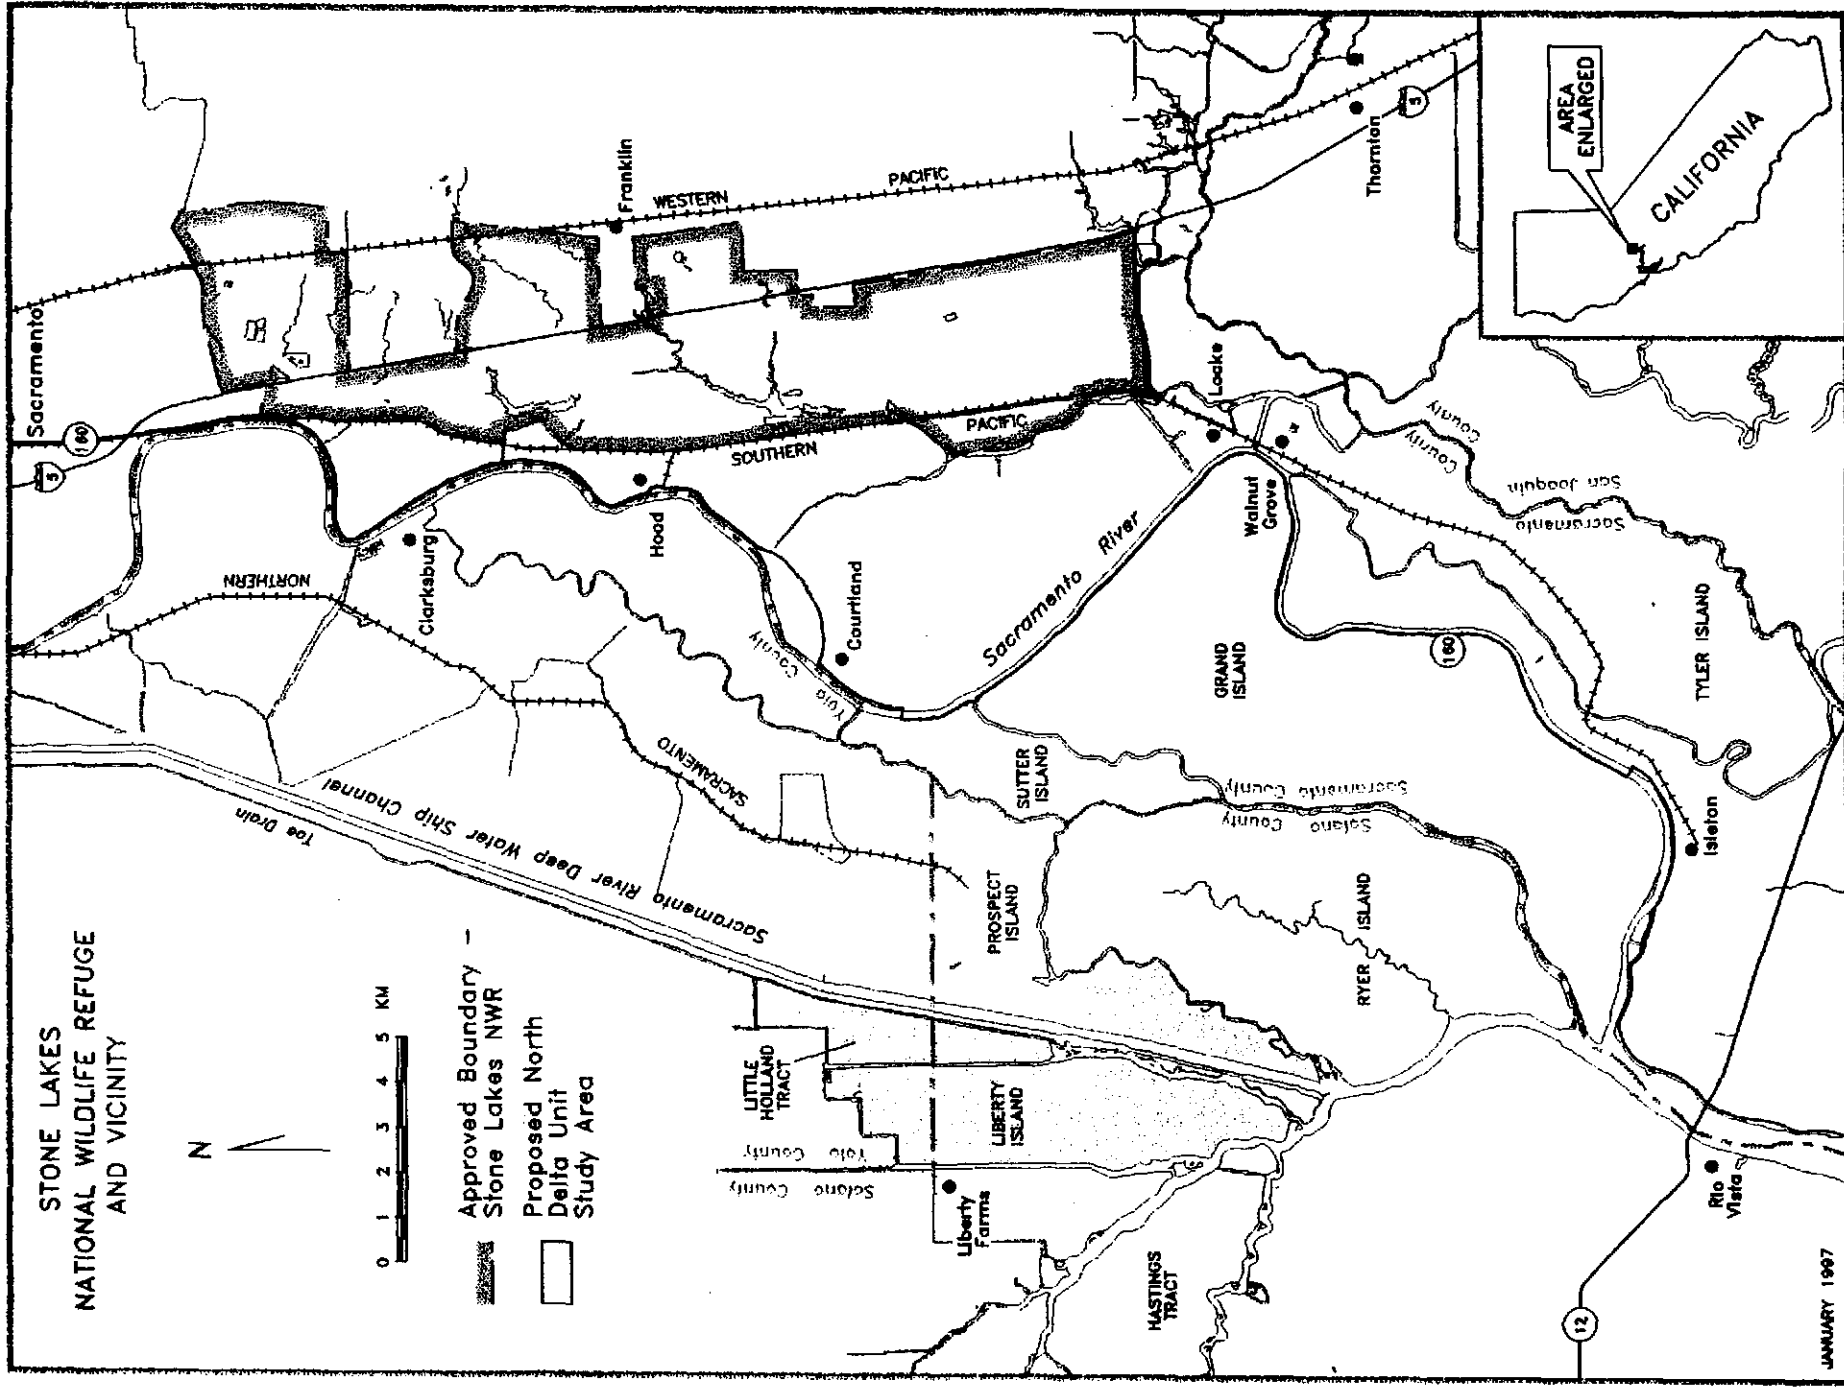 STONE LAKES
NATIONAL WILDLIFE REFUGE
AND VICINITY
N
0 1 2 3 4 5 KM
Approved Boundary -
Stone Lakes NWR
Proposed North
Delta Unit
Study Area
Sacramento
160
5
NORTHERN
Clarksburg
Hood
Franklin
WESTERN
PACIFIC
SOUTHERN
PACIFIC
Toe Drain
Sacramento River Deep Water Ship Channel
SACRAMENTO
Yolo County
Courtland
Sacramento River
LITTLE
HOLLAND
TRACT
Yolo County
Solano County
Liberty
Farms
LIBERTY
ISLAND
PROSPECT
ISLAND
SUTTER
ISLAND
Sacramento County
Solano County
GRAND
ISLAND
RYER ISLAND
HASTINGS
TRACT
Walnut
Grove
Locke
Thornton
5
160
San Joaquin County
Sacramento County
TYLER ISLAND
Isleton
Rio
Vista
12
AREA
ENLARGED
CALIFORNIA
JANUARY 1997